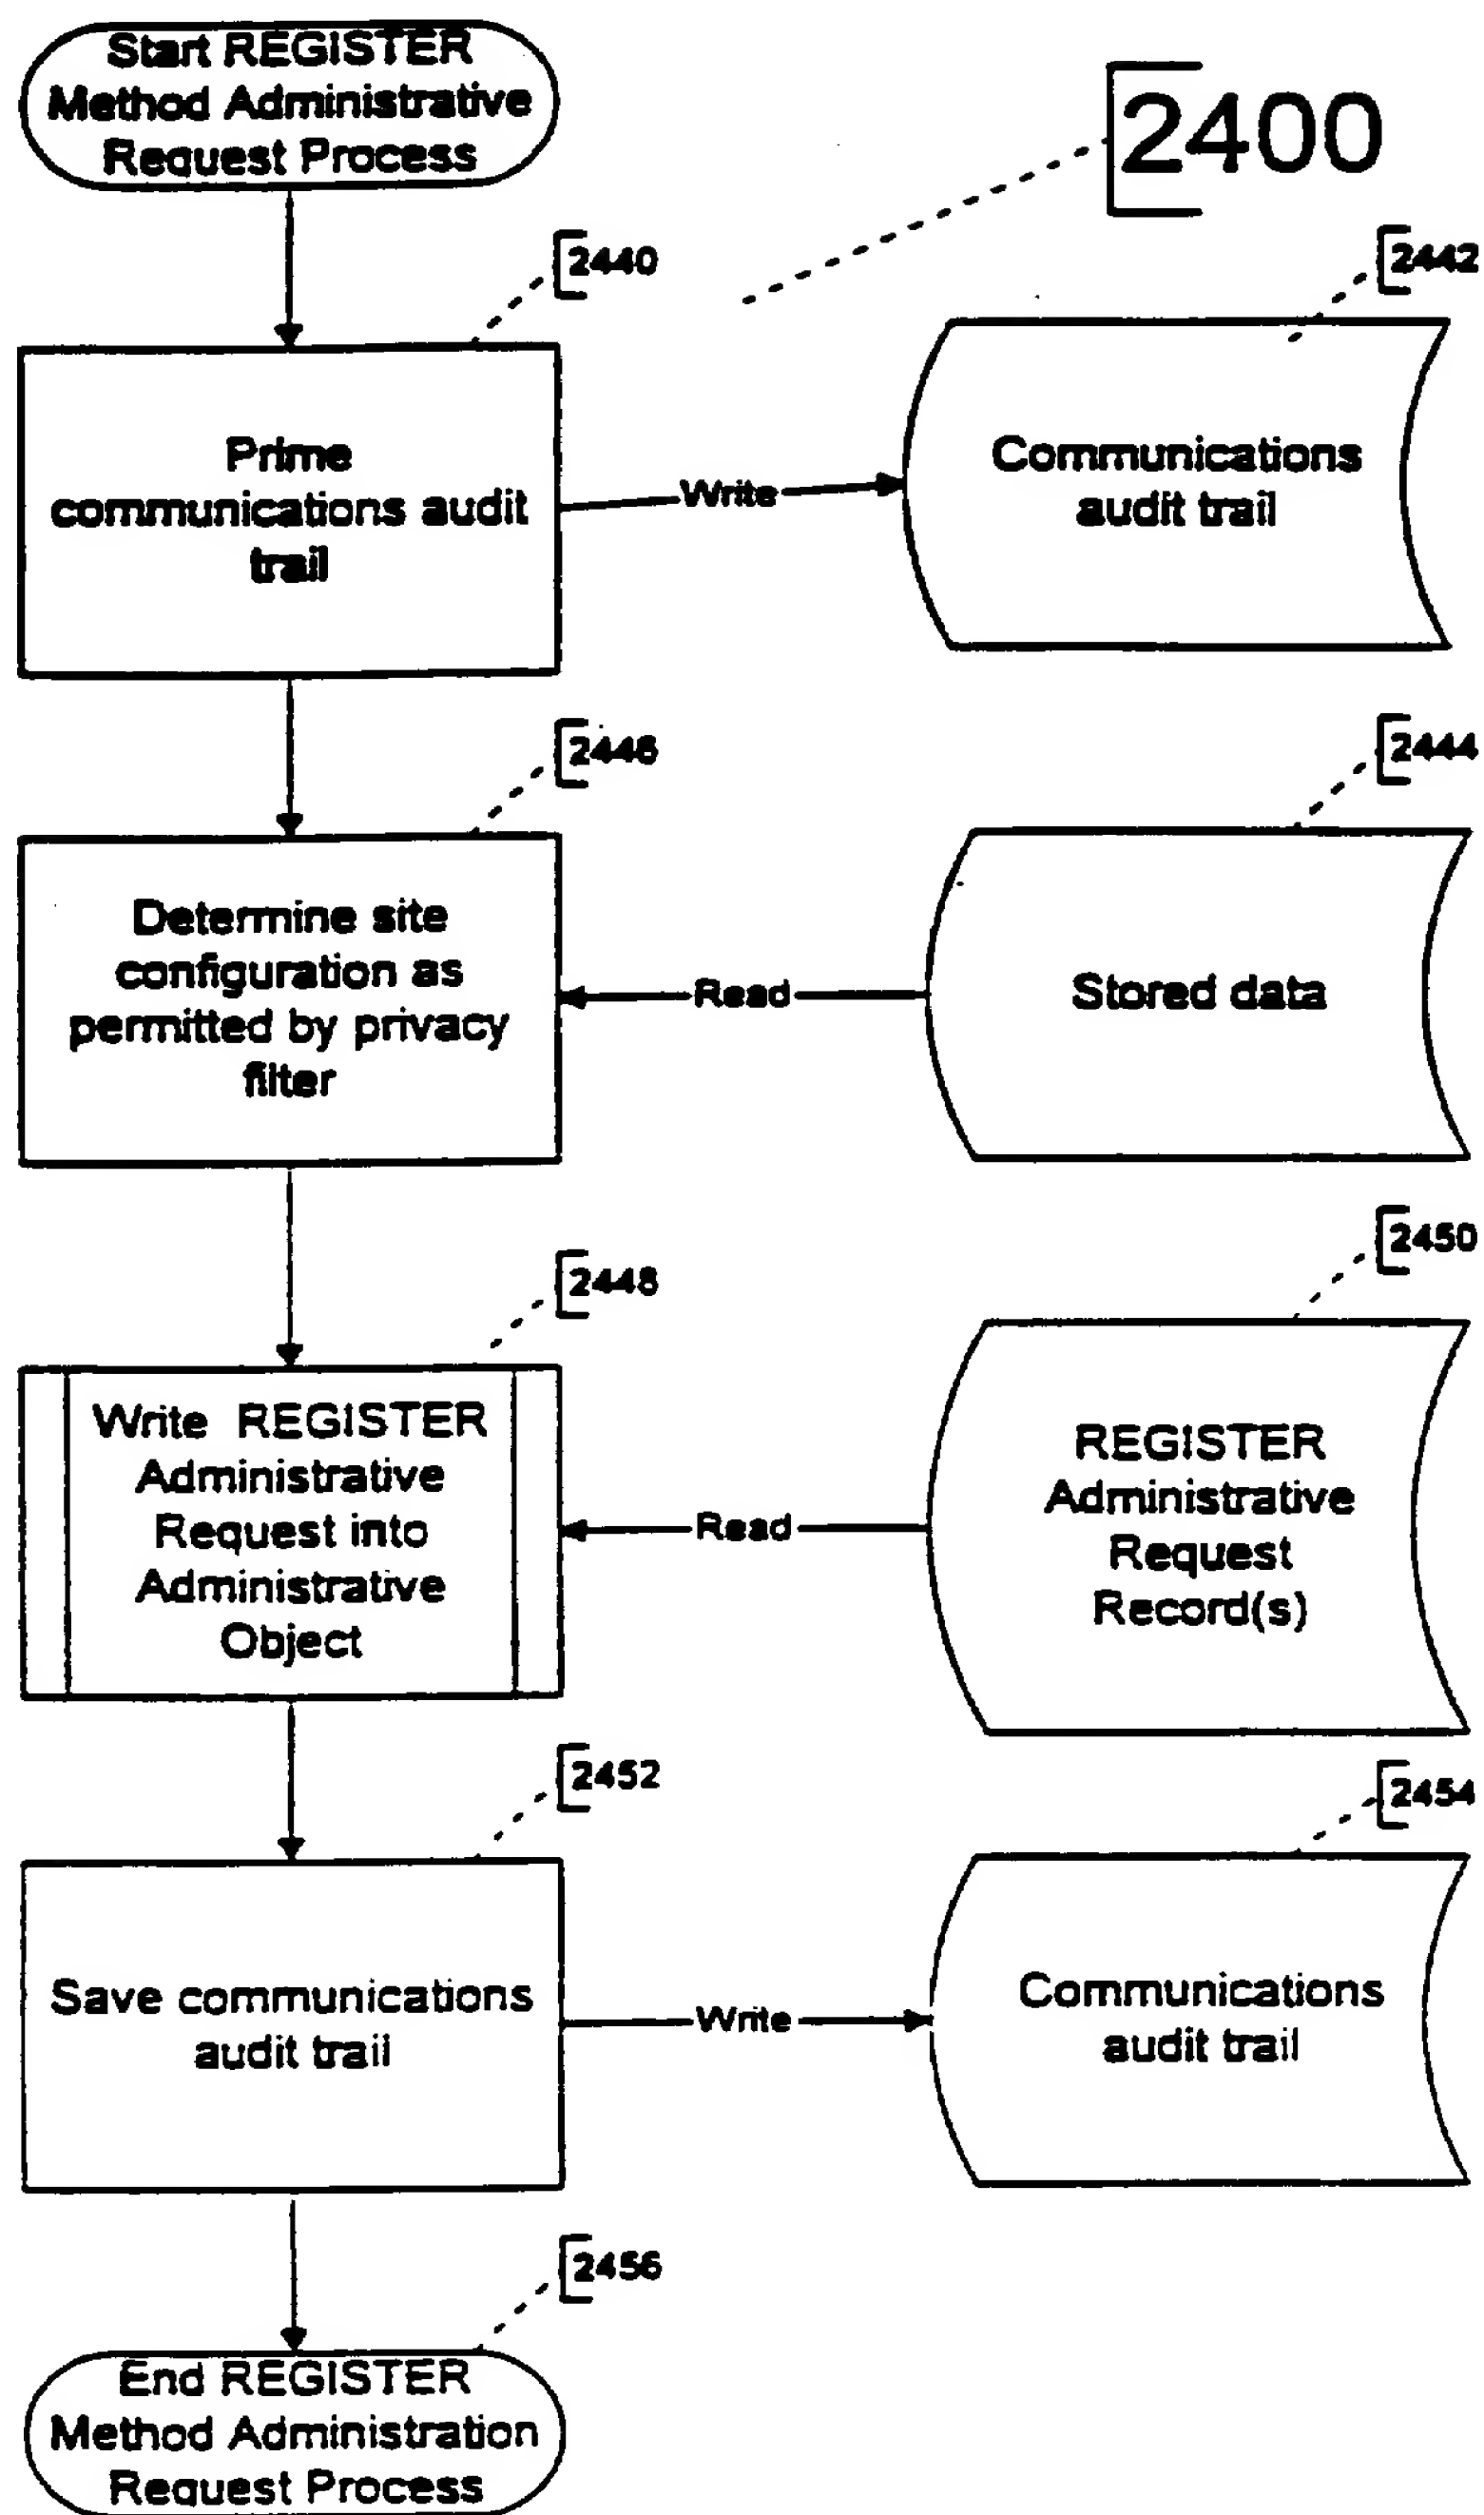 Start REGISTER
Method Administrative
Request Process
2400
2440
2442
Prime
communications audit
trail
Write
Communications
audit trail
2446
2444
Determine site
configuration as
permitted by privacy
filter
Read
Stored data
2448
2450
Write REGISTER
Administrative
Request into
Administrative
Object
Read
REGISTER
Administrative
Request
Record(s)
2452
2454
Save communications
audit trail
Write
Communications
audit trail
2456
End REGISTER
Method Administration
Request Process